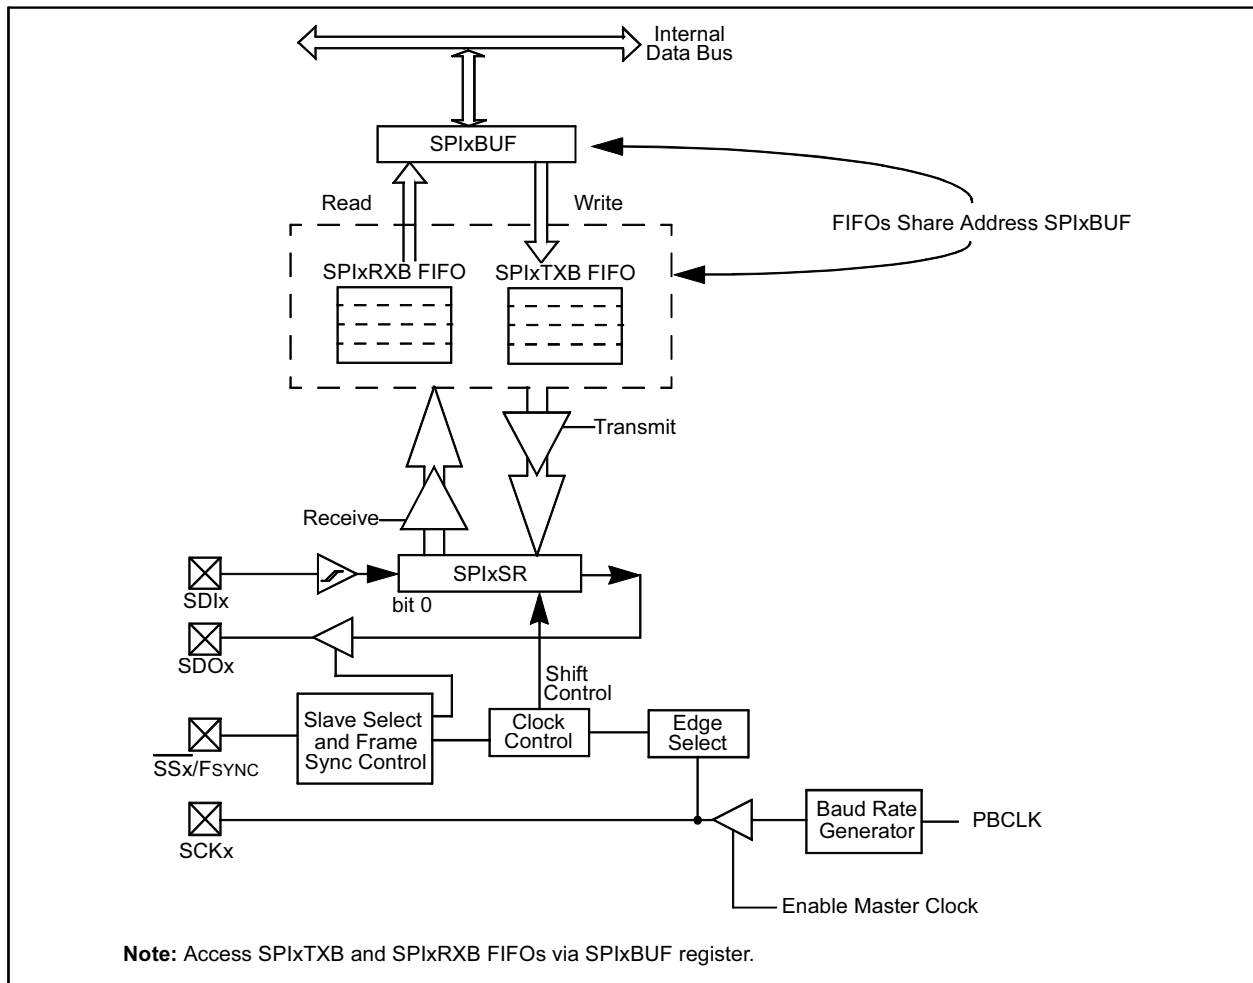 Internal
Data Bus
SPIxBUF
Read
Write
FIFOs Share Address SPIxBUF
SPIxRXB FIFO
SPIxTXB FIFO
Transmit
Receive
SPIxSR
SDIx
bit 0
SDOx
Shift
Control
Slave Select
and Frame
Sync Control
Clock
Control
Edge
Select
SSx/FSYNC
Baud Rate
Generator
PBCLK
SCKx
Enable Master Clock
Note: Access SPIxTXB and SPIxRXB FIFOs via SPIxBUF register.